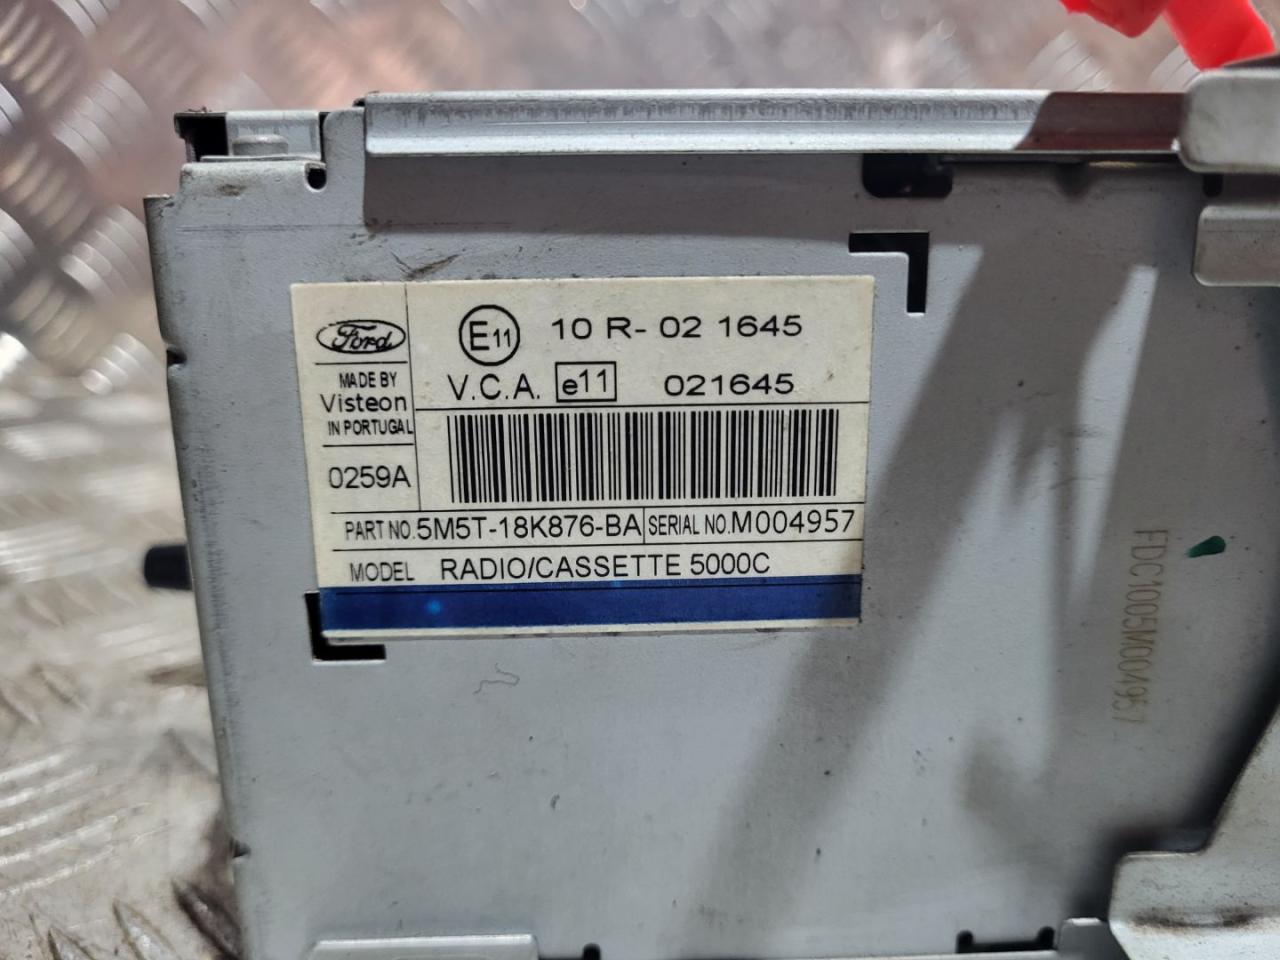 Ford
MADE BY
Visteon
IN PORTUGAL
0259A
E11 10 R- 02 1645
V.C.A. e11 021645
PART NO. 5M5T-18K876-BA SERIAL NO. M004957
MODEL RADIO/CASSETTE 5000C
FDC1005M004957